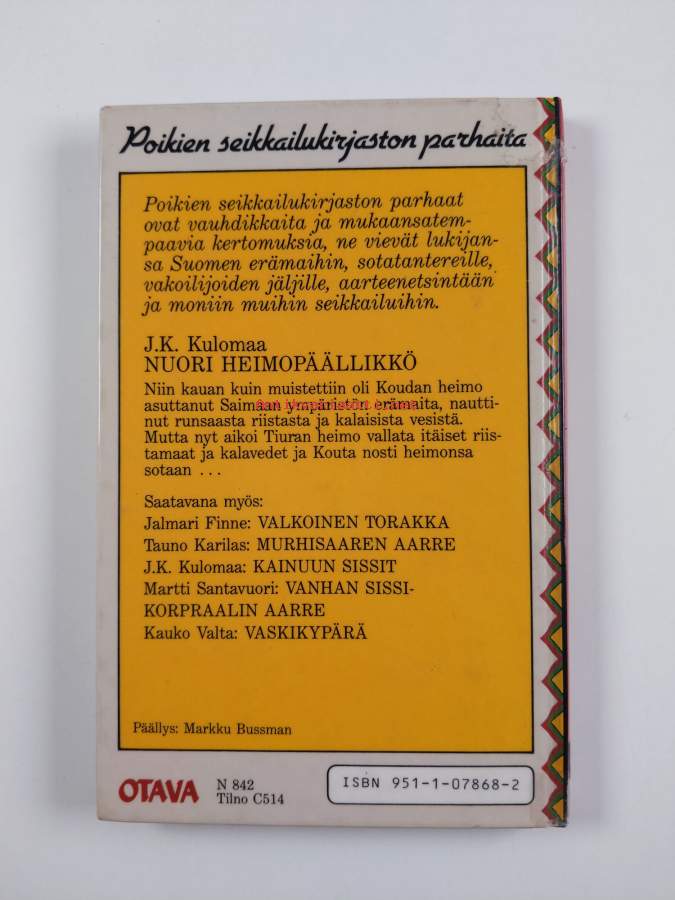 Poikien seikkailukirjaston parhaita
Poikien seikkailukirjaston parhaat
ovat vauhdikkaita ja mukaansatem-
paavia kertomuksia, ne vievät lukijan-
sa Suomen erämaihin, sotatantereille,
vakoilijoiden jäljille, aarteenetsintään
ja moniin muihin seikkailuihin.
J.K. Kulomaa
NUORI HEIMOPÄÄLLIKKÖ
Niin kauan kuin muistettiin oli Koudan heimo
asuttanut Saimaan ympäristön erämaita, nautti-
nut runsaasta riistasta ja kalaisista vesistä.
Mutta nyt aikoi Tiuran heimo vallata itäiset riis-
tamaat ja kalavedet ja Kouta nosti heimonsa
sotaan ...
Saatavana myös:
Jalmari Finne: VALKOINEN TORAKKA
Tauno Karilas: MURHISAAREN AARRE
J.K. Kulomaa: KAINUUN SISSIT
Martti Santavuori: VANHAN SISSI-
KORPRAALIN AARRE
Kauko Valta: VASKIKYPÄRÄ
Päällys: Markku Bussman
OTAVA
N 842
Tilno C514
ISBN 951-1-07868-2